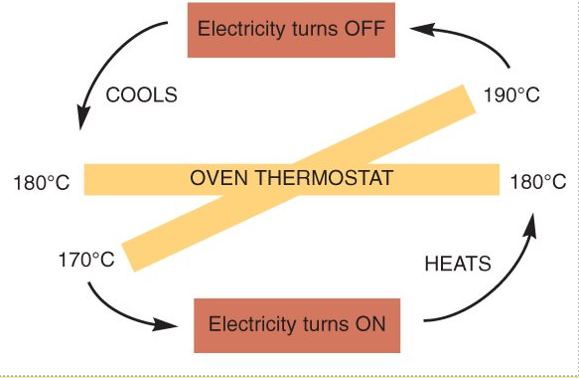 Electricity turns OFF
COOLS
190°C
180°C
OVEN THERMOSTAT
180°C
170°C
HEATS
Electricity turns ON